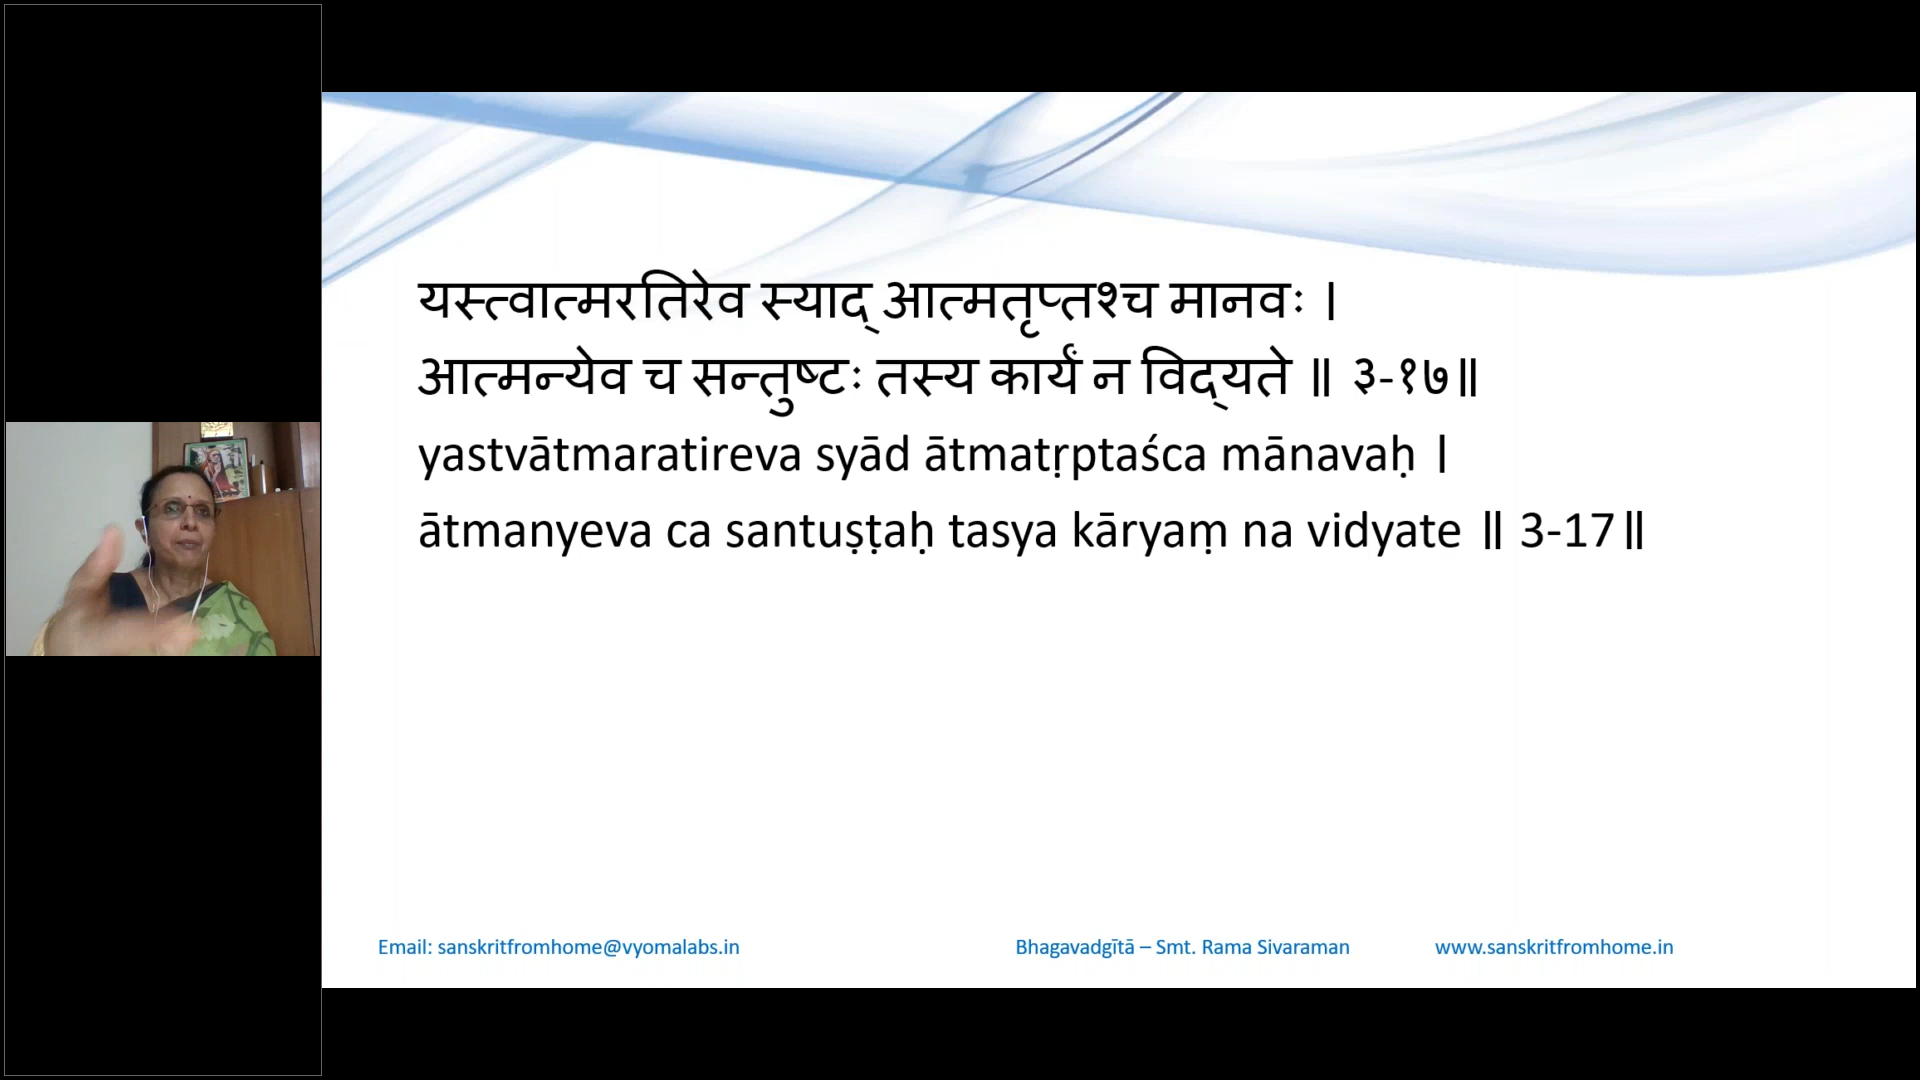 यस्त्वात्मरतिरेव स्याद् आत्मतृप्तश्च मानवः ।
आत्मन्येव च सन्तुष्टः तस्य कार्यं न विद्‌यते ॥ ३-१७॥
yastvātmaratireva syād ātmatṛptaśca mānavaḥ ।
ātmanyeva ca santuṣṭaḥ tasya kāryaṃ na vidyate ॥ 3-17॥
Email: sanskritfromhome@vyomalabs.in Bhagavadgītā – Smt. Rama Sivaraman www.sanskritfromhome.in